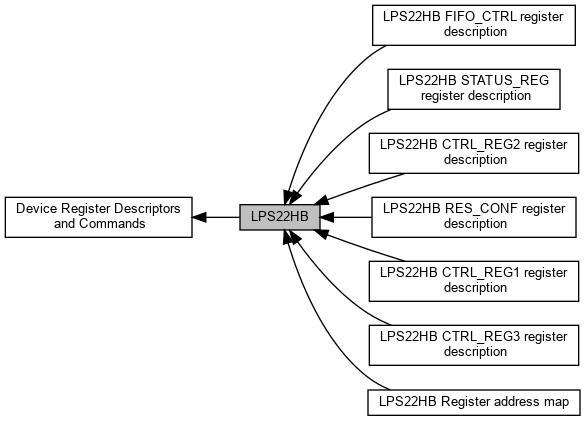 LPS22HB FIFO_CTRL register
description
LPS22HB STATUS_REG
register description
LPS22HB CTRL_REG2 register
description
Device Register Descriptors
and Commands
LPS22HB
LPS22HB RES_CONF register
description
LPS22HB CTRL_REG1 register
description
LPS22HB CTRL_REG3 register
description
LPS22HB Register address map